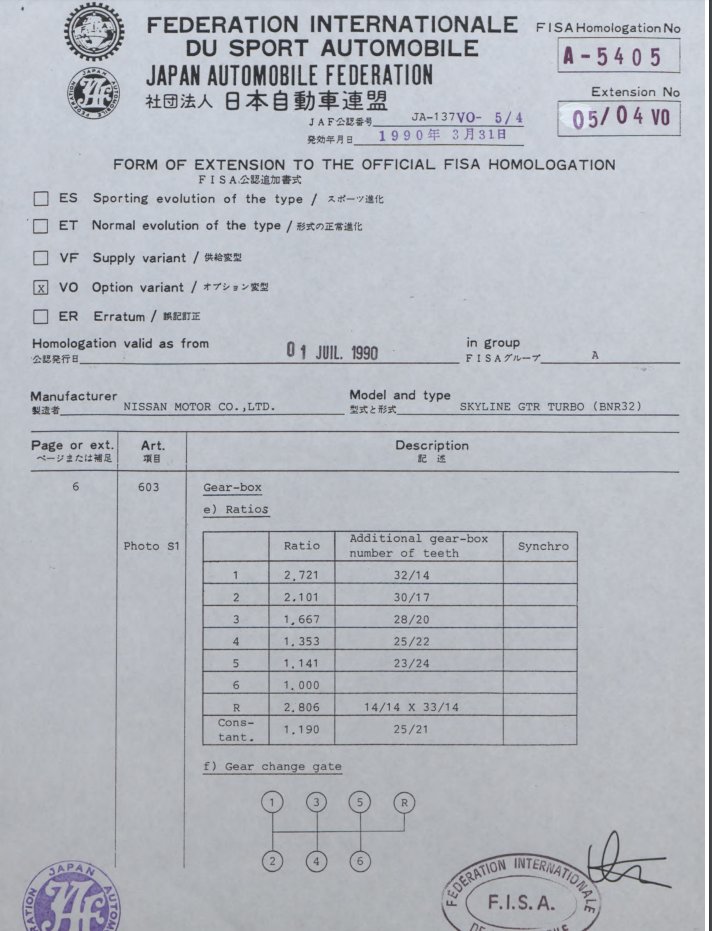 FEDERATION INTERNATIONALE
DU SPORT AUTOMOBILE
JAPAN AUTOMOBILE FEDERATION
社団法人 日本自動車連盟
JAF公認番号 JA-137VO- 5/4
発効年月日 1990年 3月31日
FISA Homologation No
A-5405
Extension No
05/04 VO
FORM OF EXTENSION TO THE OFFICIAL FISA HOMOLOGATION
FISA公認追加書式
ES Sporting evolution of the type / スポーツ進化
ET Normal evolution of the type / 形式の正常進化
VF Supply variant / 供給変型
X VO Option variant / オプション変型
ER Erratum / 誤記訂正
Homologation valid as from 01 JUIL. 1990 in group
公認発行日 FISAグループ A
Manufacturer Model and type
製造者 NISSAN MOTOR CO.,LTD. 型式と形式 SKYLINE GTR TURBO (BNR32)
Page or ext. Art. Description
ページまたは補足 項目 記述
6 603 Gear-box
e) Ratios
Photo S1
Ratio Additional gear-box number of teeth Synchro
1 2,721 32/14
2 2,101 30/17
3 1,667 28/20
4 1,353 25/22
5 1,141 23/24
6 1,000
R 2,806 14/14 X 33/14
Cons-
tant. 1,190 25/21
f) Gear change gate
1 3 5 R
2 4 6
JAPAN AUTOM
JAF
FEDERATION INTERNATIONALE
F.I.S.A.